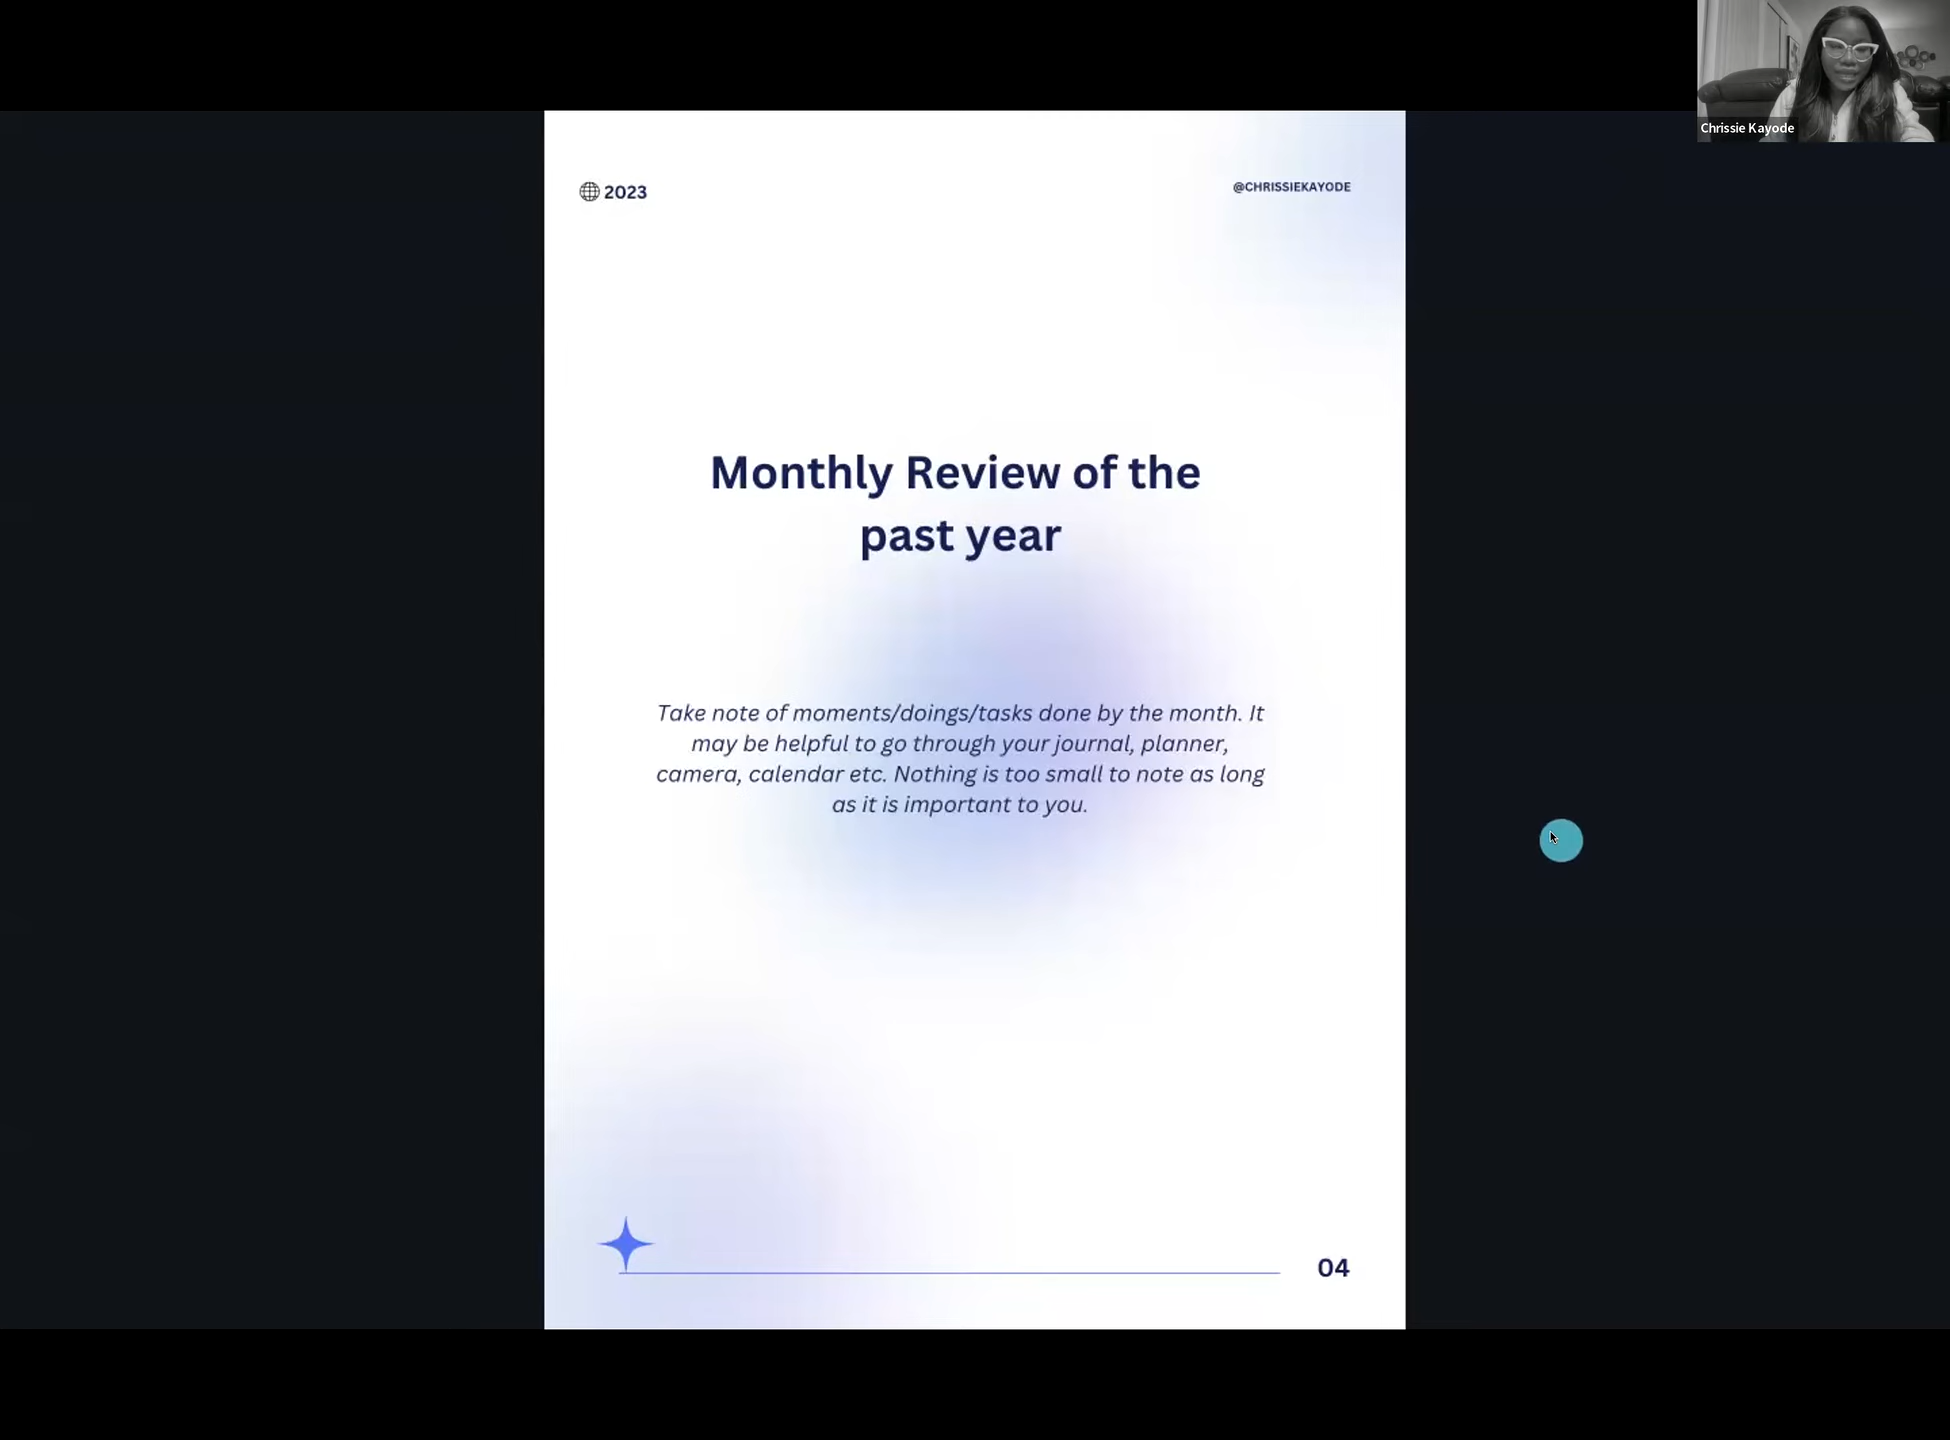 Chrissie Kayode
2023
@CHRISSIEKAYODE
Monthly Review of the
past year
Take note of moments/doings/tasks done by the month. It
may be helpful to go through your journal, planner,
camera, calendar etc. Nothing is too small to note as long
as it is important to you.
04